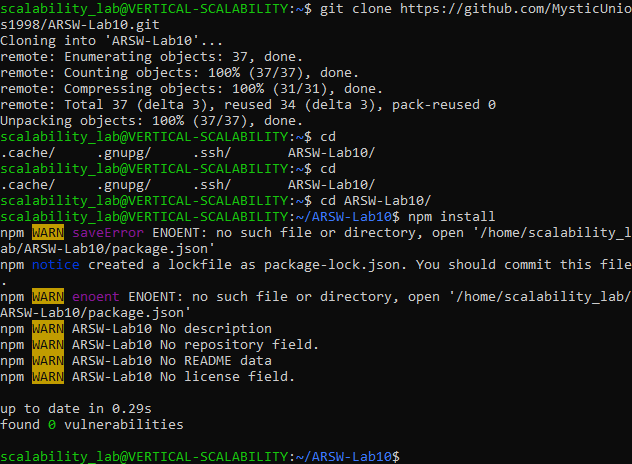 scalability_lab@VERTICAL-SCALABILITY:~$ git clone https://github.com/MysticUnio
s1998/ARSW-Lab10.git
Cloning into 'ARSW-Lab10'...
remote: Enumerating objects: 37, done.
remote: Counting objects: 100% (37/37), done.
remote: Compressing objects: 100% (31/31), done.
remote: Total 37 (delta 3), reused 34 (delta 3), pack-reused 0
Unpacking objects: 100% (37/37), done.
scalability_lab@VERTICAL-SCALABILITY:~$ cd
.cache/ .gnupg/ .ssh/ ARSW-Lab10/
scalability_lab@VERTICAL-SCALABILITY:~$ cd
.cache/ .gnupg/ .ssh/ ARSW-Lab10/
scalability_lab@VERTICAL-SCALABILITY:~$ cd ARSW-Lab10/
scalability_lab@VERTICAL-SCALABILITY:~/ARSW-Lab10$ npm install
npm WARN saveError ENOENT: no such file or directory, open '/home/scalability_l
ab/ARSW-Lab10/package.json'
npm notice created a lockfile as package-lock.json. You should commit this file
.
npm WARN enoent ENOENT: no such file or directory, open '/home/scalability_lab/
ARSW-Lab10/package.json'
npm WARN ARSW-Lab10 No description
npm WARN ARSW-Lab10 No repository field.
npm WARN ARSW-Lab10 No README data
npm WARN ARSW-Lab10 No license field.
up to date in 0.29s
found 0 vulnerabilities
scalability_lab@VERTICAL-SCALABILITY:~/ARSW-Lab10$